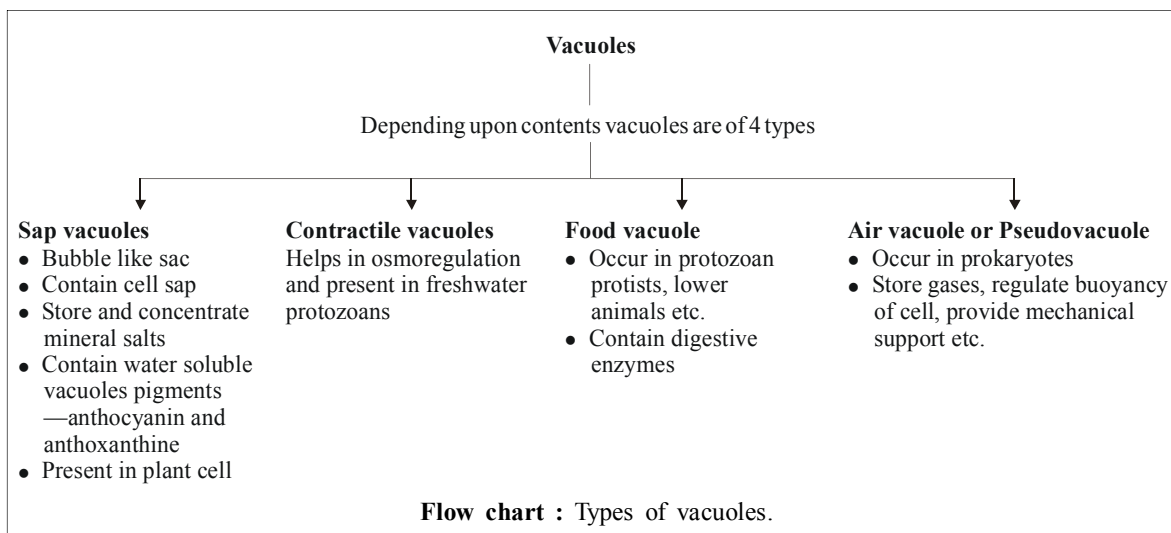 Vacuoles
Depending upon contents vacuoles are of 4 types
Sap vacuoles
● Bubble like sac
● Contain cell sap
● Store and concentrate
mineral salts
● Contain water soluble
vacuoles pigments
—anthocyanin and
anthoxanthine
● Present in plant cell
Contractile vacuoles
Helps in osmoregulation
and present in freshwater
protozoans
Food vacuole
● Occur in protozoan
protists, lower
animals etc.
● Contain digestive
enzymes
Air vacuole or Pseudovacuole
● Occur in prokaryotes
● Store gases, regulate buoyancy
of cell, provide mechanical
support etc.
Flow chart : Types of vacuoles.